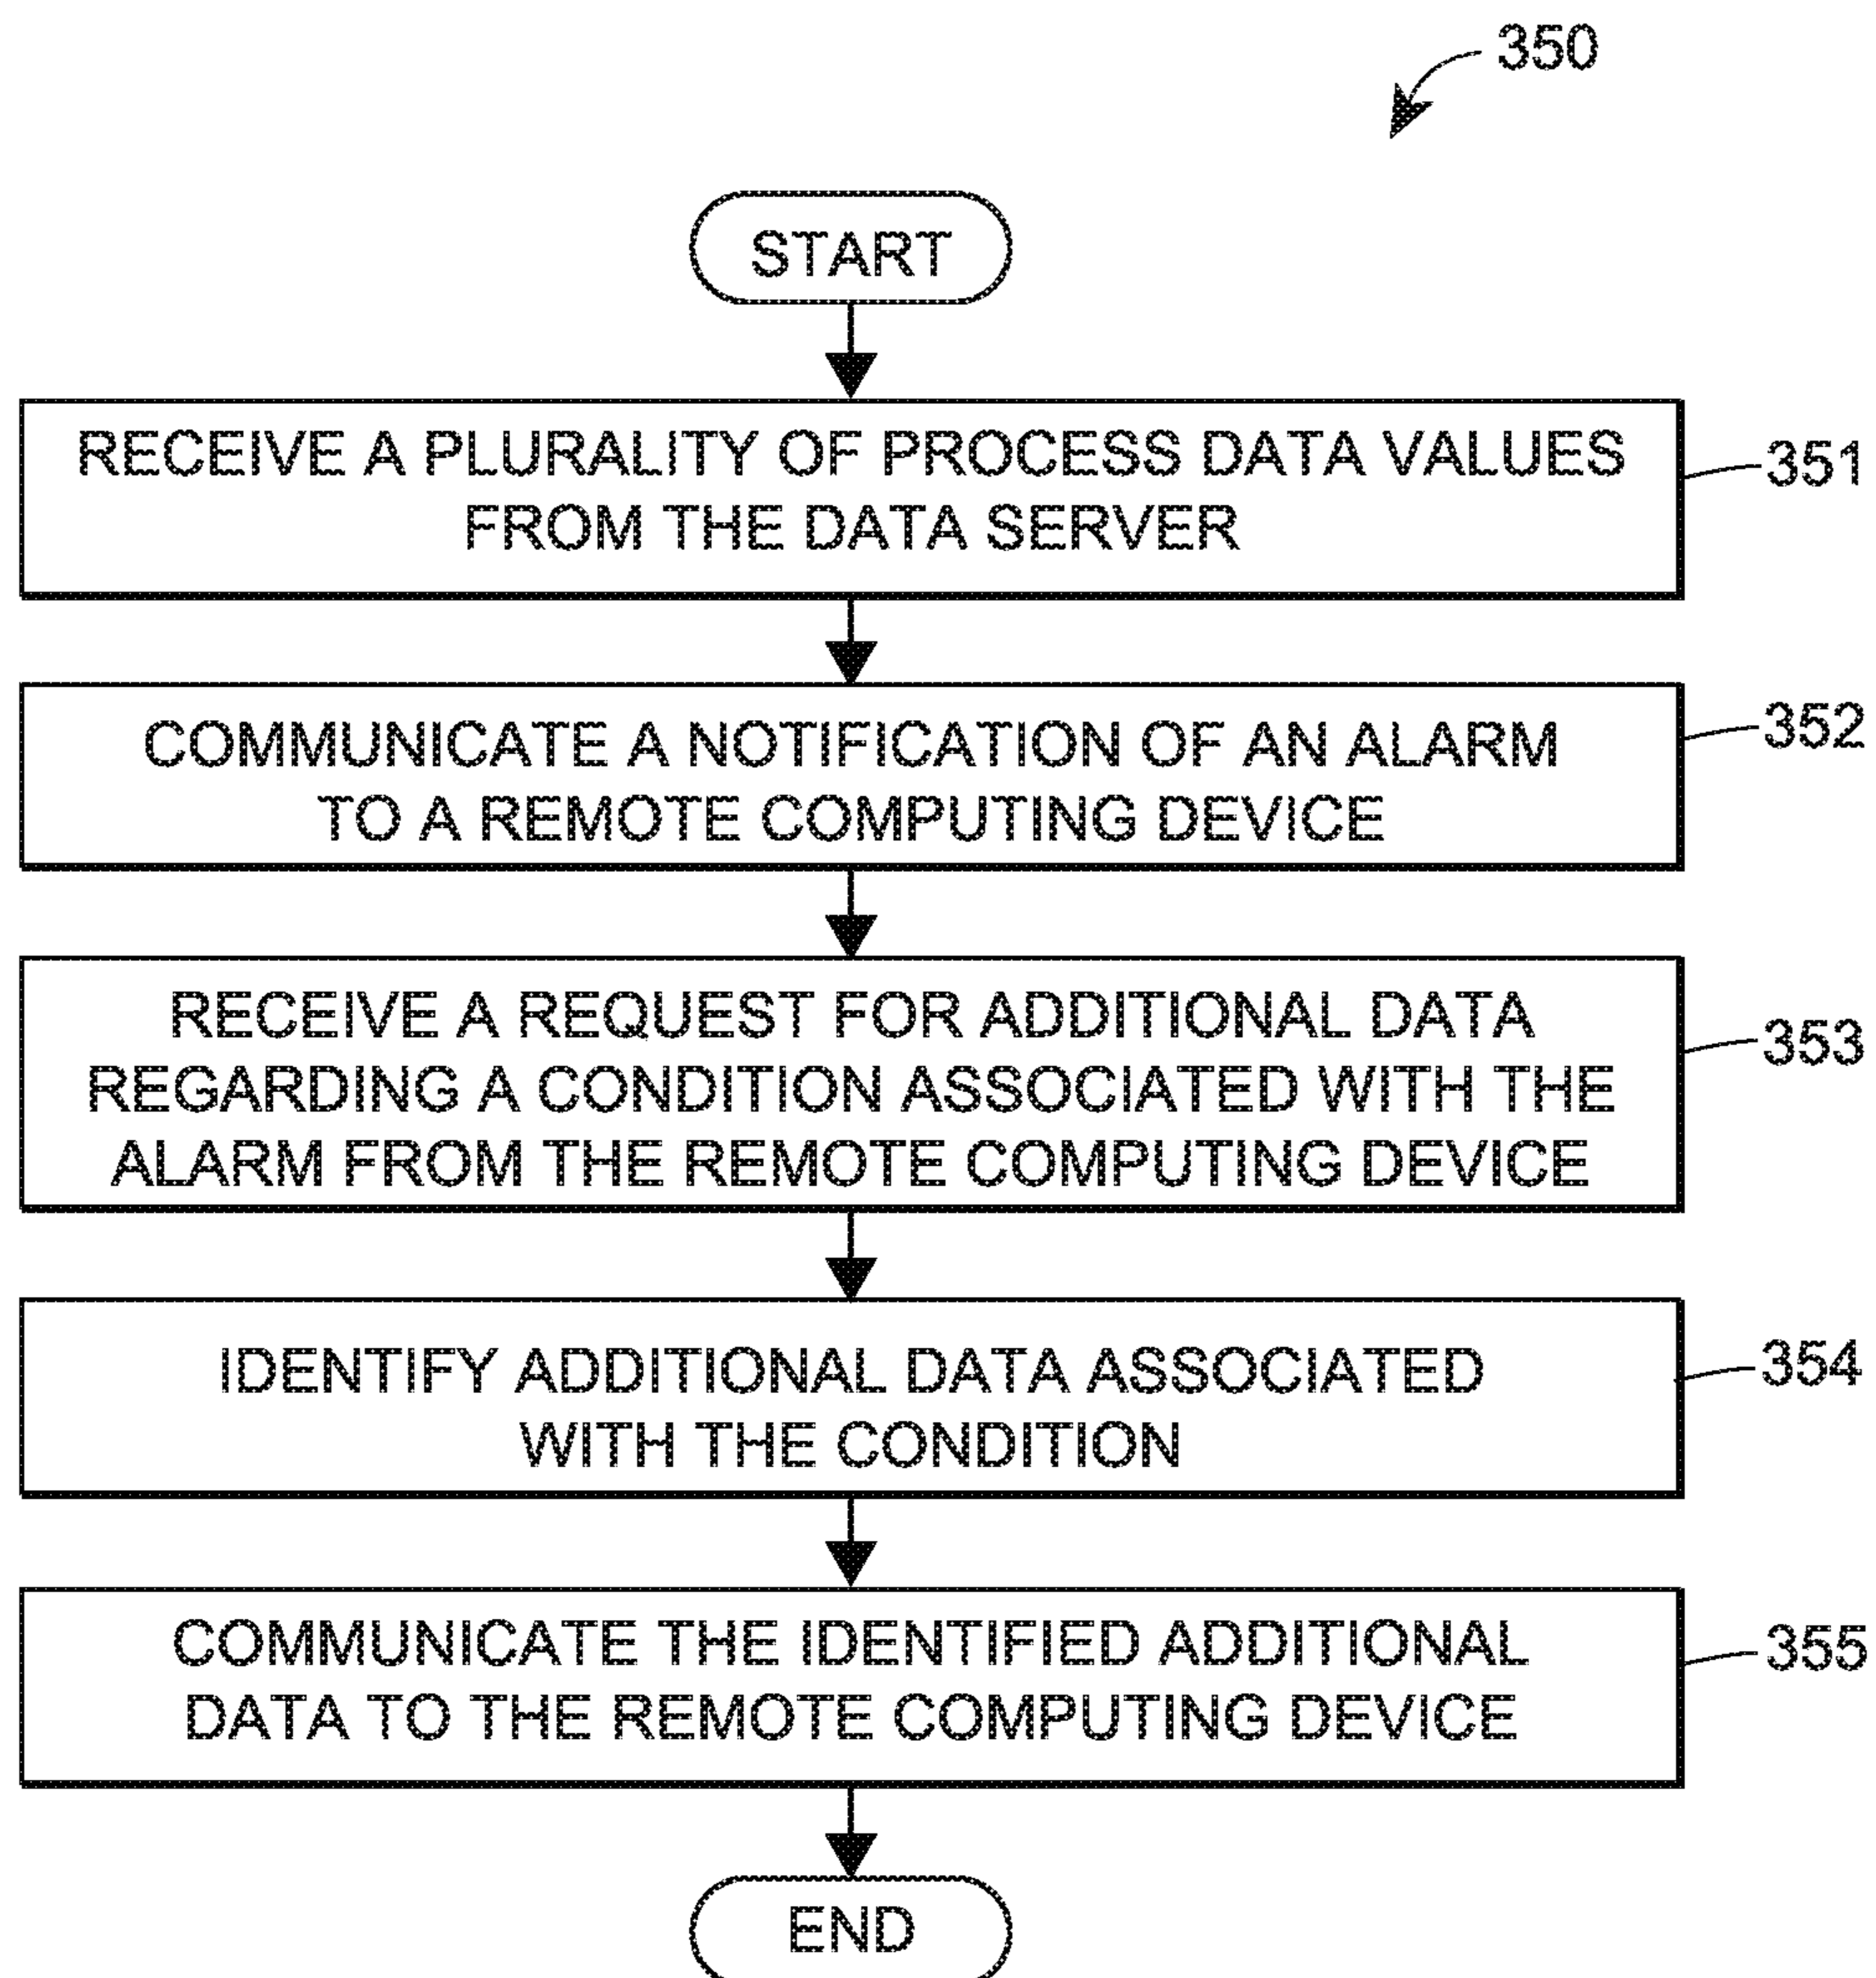 350
START
RECEIVE A PLURALITY OF PROCESS DATA VALUES
FROM THE DATA SERVER
351
COMMUNICATE A NOTIFICATION OF AN ALARM
TO A REMOTE COMPUTING DEVICE
352
RECEIVE A REQUEST FOR ADDITIONAL DATA
REGARDING A CONDITION ASSOCIATED WITH THE
ALARM FROM THE REMOTE COMPUTING DEVICE
353
IDENTIFY ADDITIONAL DATA ASSOCIATED
WITH THE CONDITION
354
COMMUNICATE THE IDENTIFIED ADDITIONAL
DATA TO THE REMOTE COMPUTING DEVICE
355
END